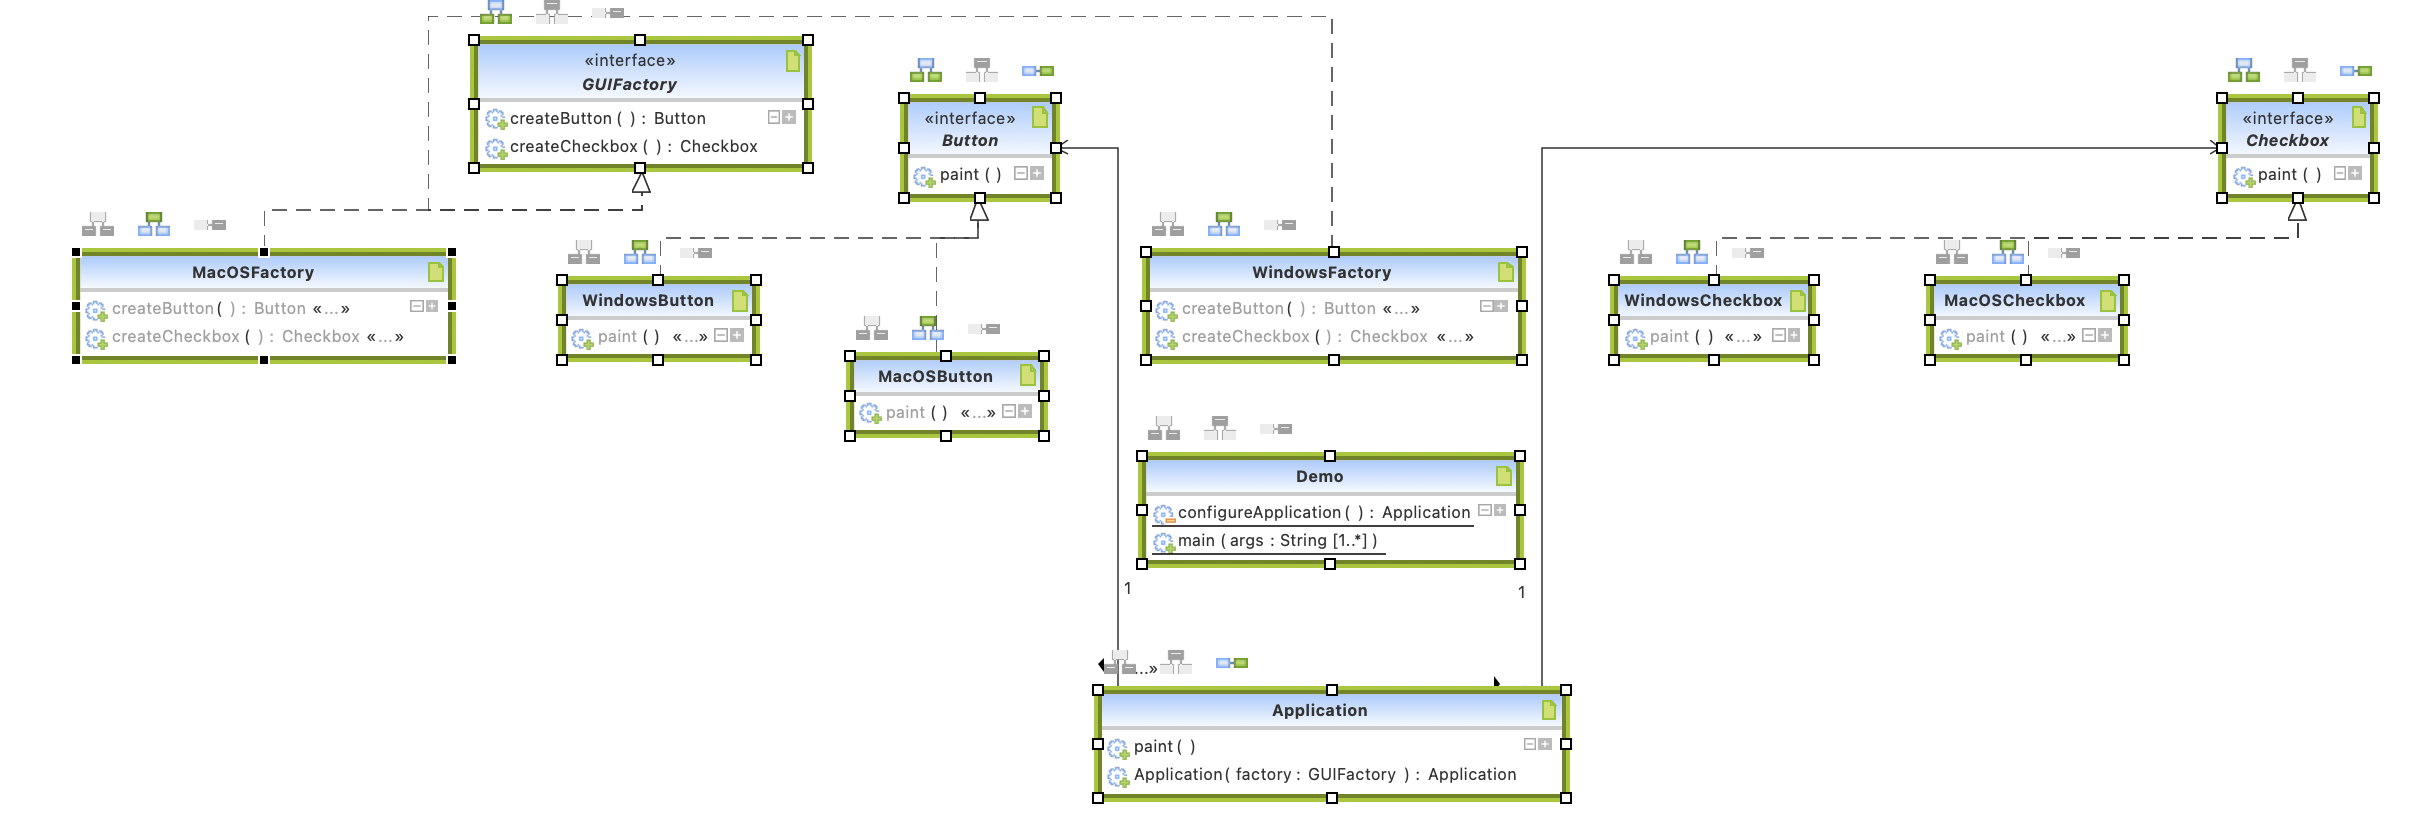 «interface»
GUIFactory
createButton ( ) : Button
createCheckbox ( ) : Checkbox
«interface»
Button
paint ( )
«interface»
Checkbox
paint ( )
MacOSFactory
createButton ( ) : Button «...»
createCheckbox ( ) : Checkbox «...»
WindowsButton
paint ( ) «...»
MacOSButton
paint ( ) «...»
WindowsFactory
createButton ( ) : Button «...»
createCheckbox ( ) : Checkbox «...»
WindowsCheckbox
paint ( ) «...»
MacOSCheckbox
paint ( ) «...»
Demo
configureApplication ( ) : Application
main ( args : String [1..*] )
1
1
...»
Application
paint ( )
Application ( factory : GUIFactory ) : Application